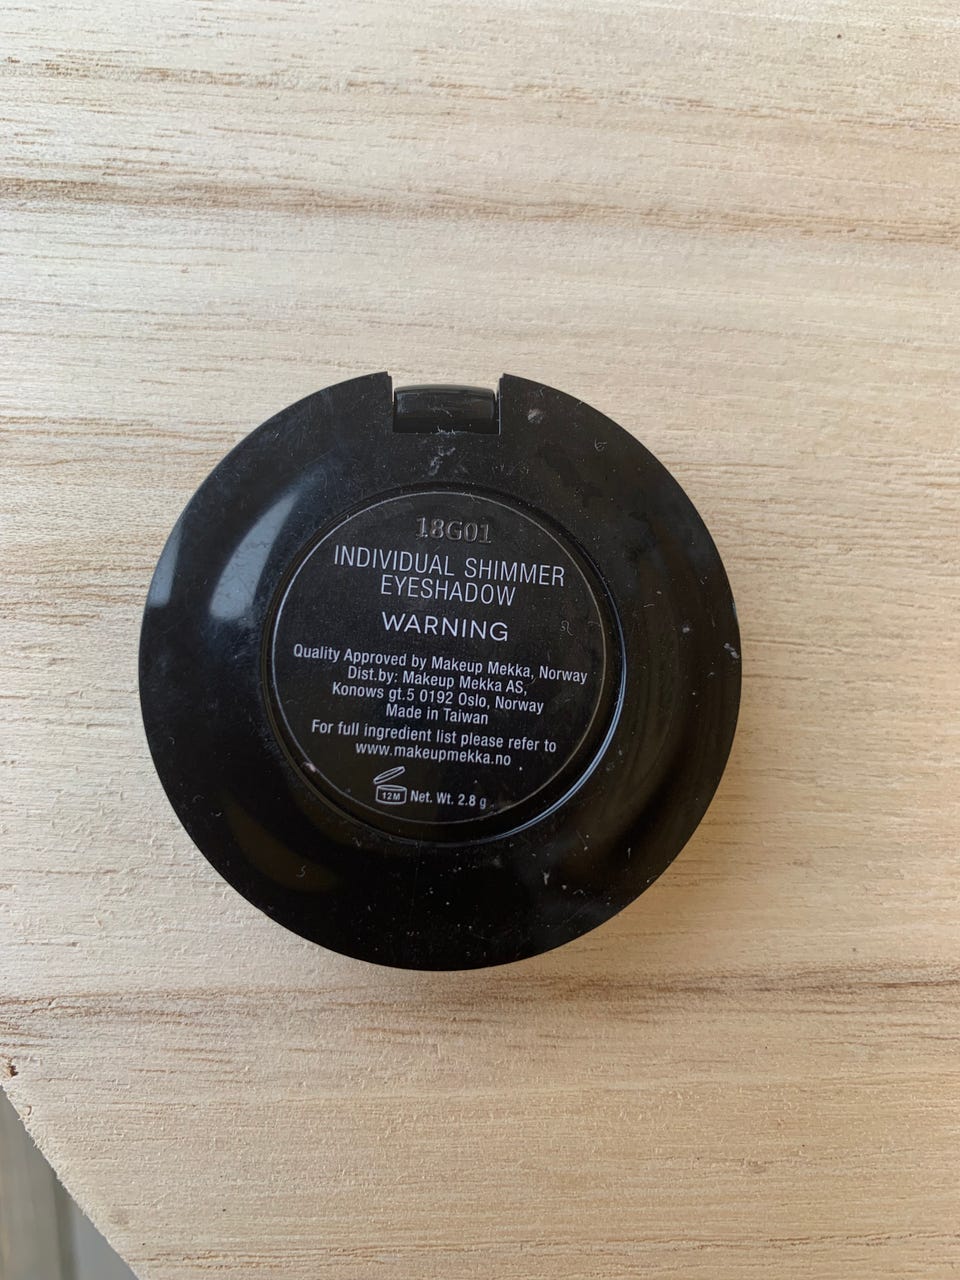 18G01
INDIVIDUAL SHIMMER
EYESHADOW
WARNING
Quality Approved by Makeup Mekka, Norway
Dist.by: Makeup Mekka AS,
Konows gt.5 0192 Oslo, Norway
Made in Taiwan
For full ingredient list please refer to
www.makeupmekka.no
12M Net. Wt. 2.8 g